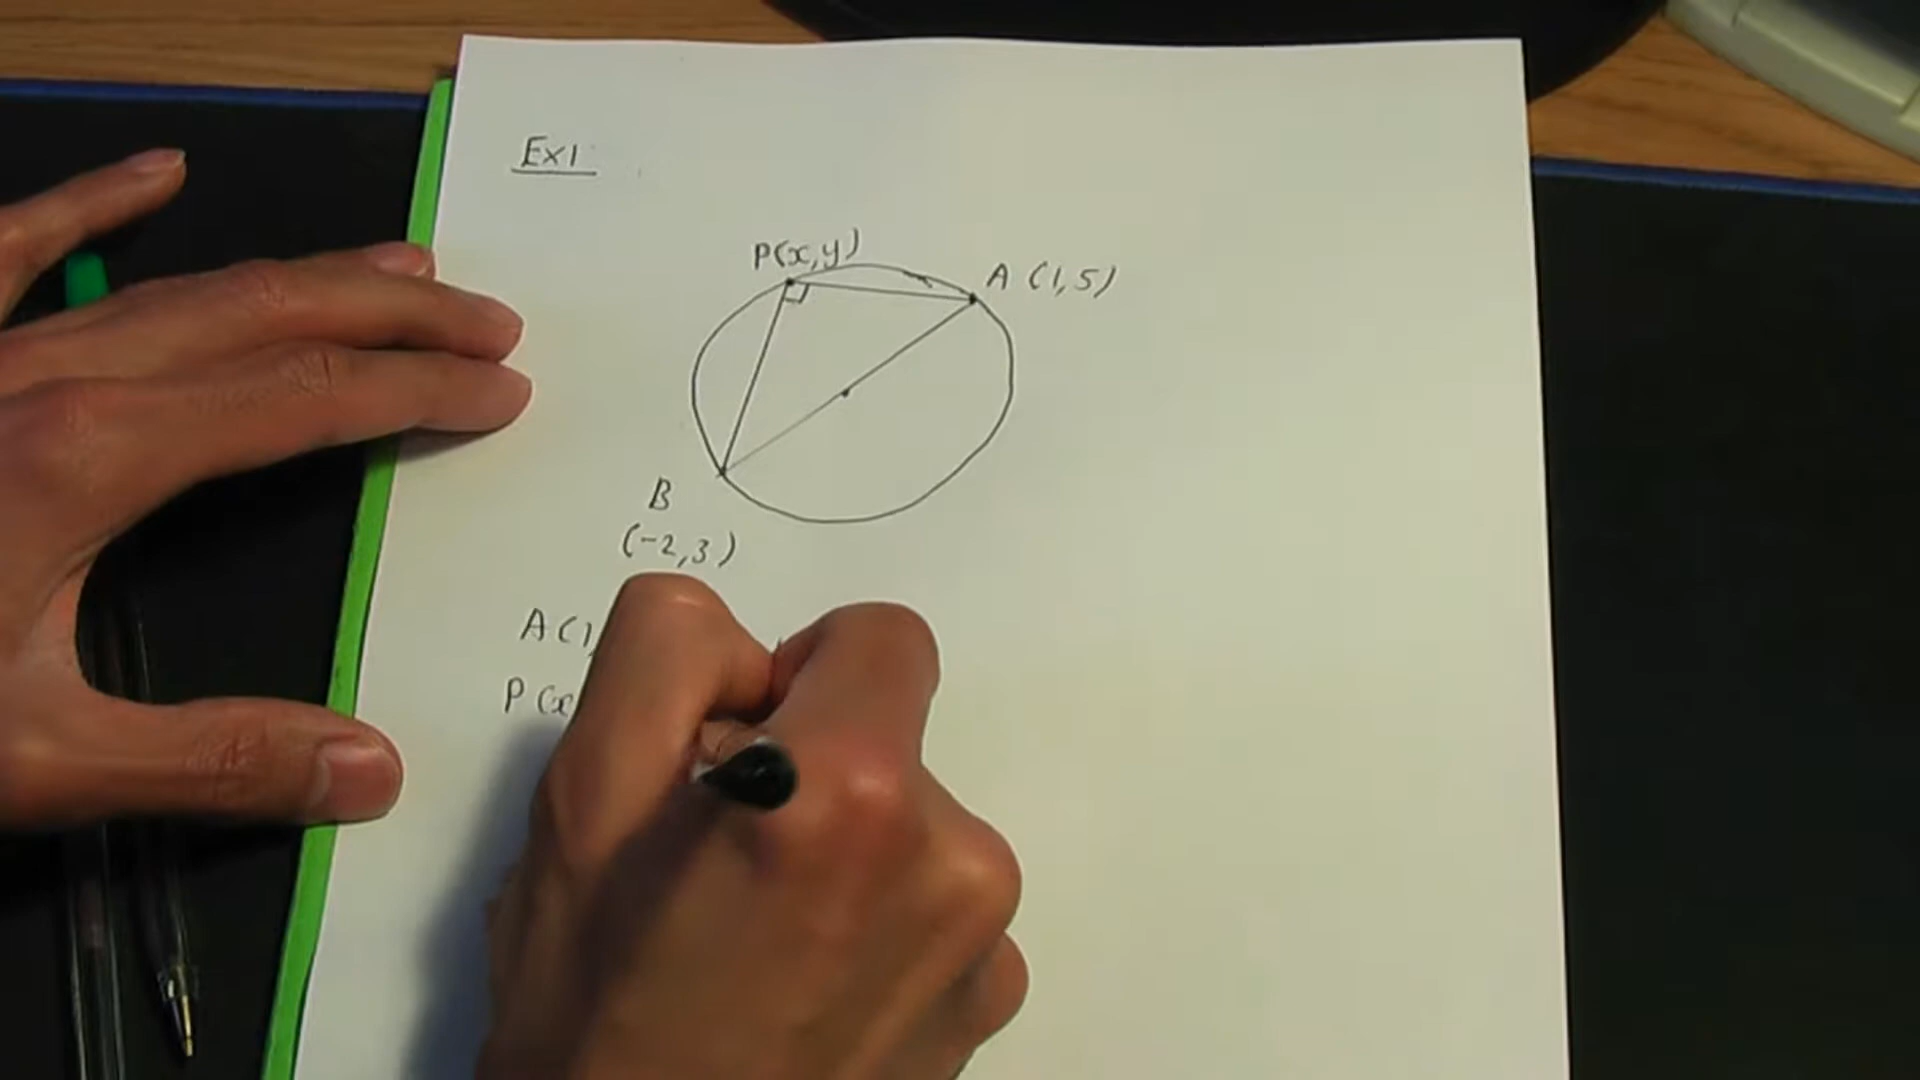 Ex1
P(x,y)
A (1,5)
B
(-2,3)
A(1,
P(x